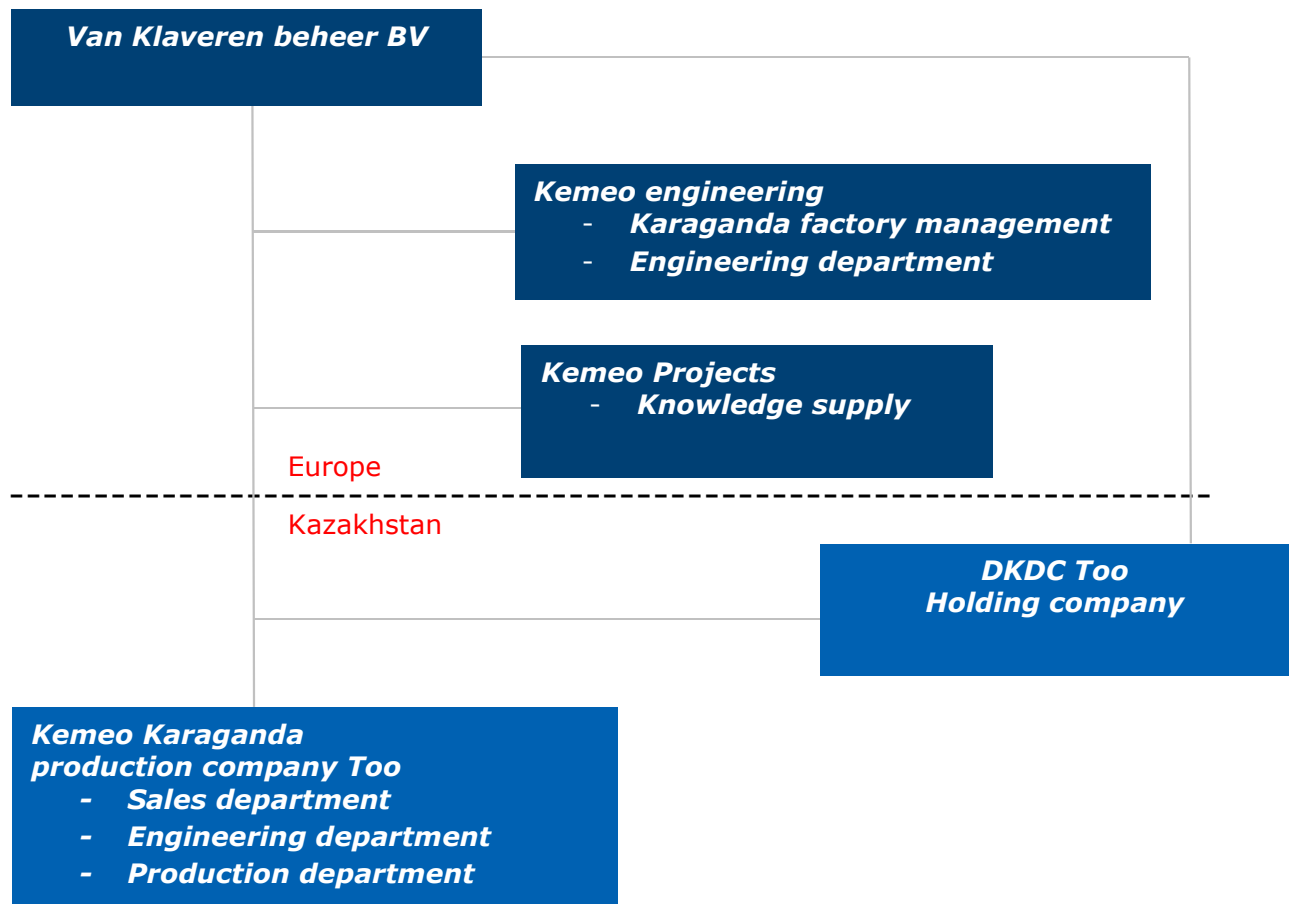 Van Klaveren beheer BV
Kemeo engineering
- Karaganda factory management
- Engineering department
Kemeo Projects
- Knowledge supply
Europe
Kazakhstan
DKDC Too
Holding company
Kemeo Karaganda
production company Too
- Sales department
- Engineering department
- Production department